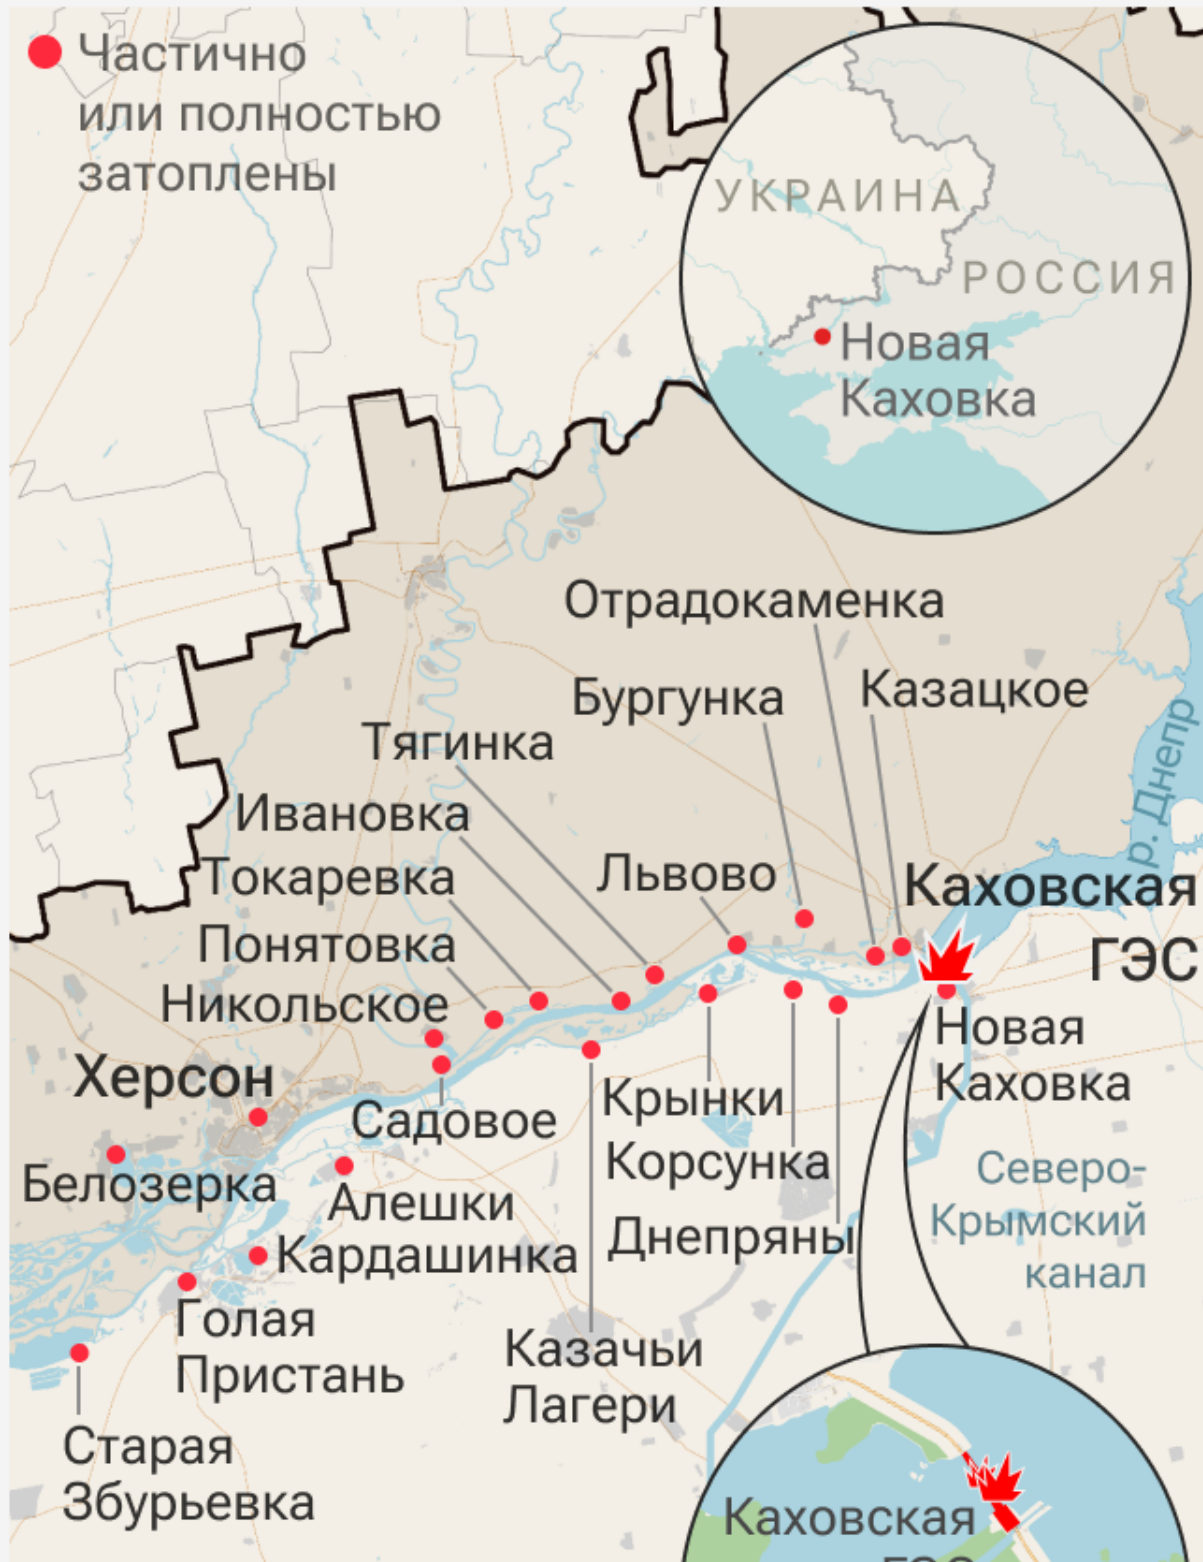 Частично
или полностью
затоплены
УКРАИНА
РОССИЯ
Новая
Каховка
Отрадокаменка
Бургунка
Казацкое
р. Днепр
Тягинка
Ивановка
Токаревка
Львово
Каховская
ГЭС
Понятовка
Никольское
Новая
Каховка
Херсон
Садовое
Крынки
Корсунка
Северо-
Крымский
канал
Белозерка
Алешки
Днепряны
Кардашинка
Голая
Пристань
Казачьи
Лагери
Старая
Збурьевка
Каховская
ГЭС